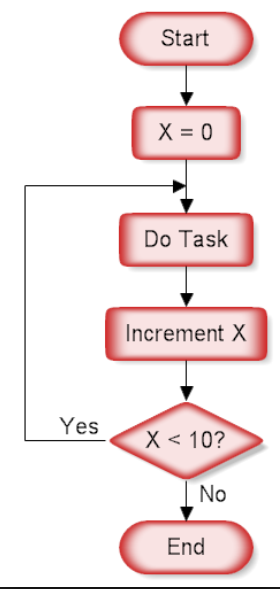 Start
X = 0
Do Task
Increment X
X < 10?
Yes
No
End